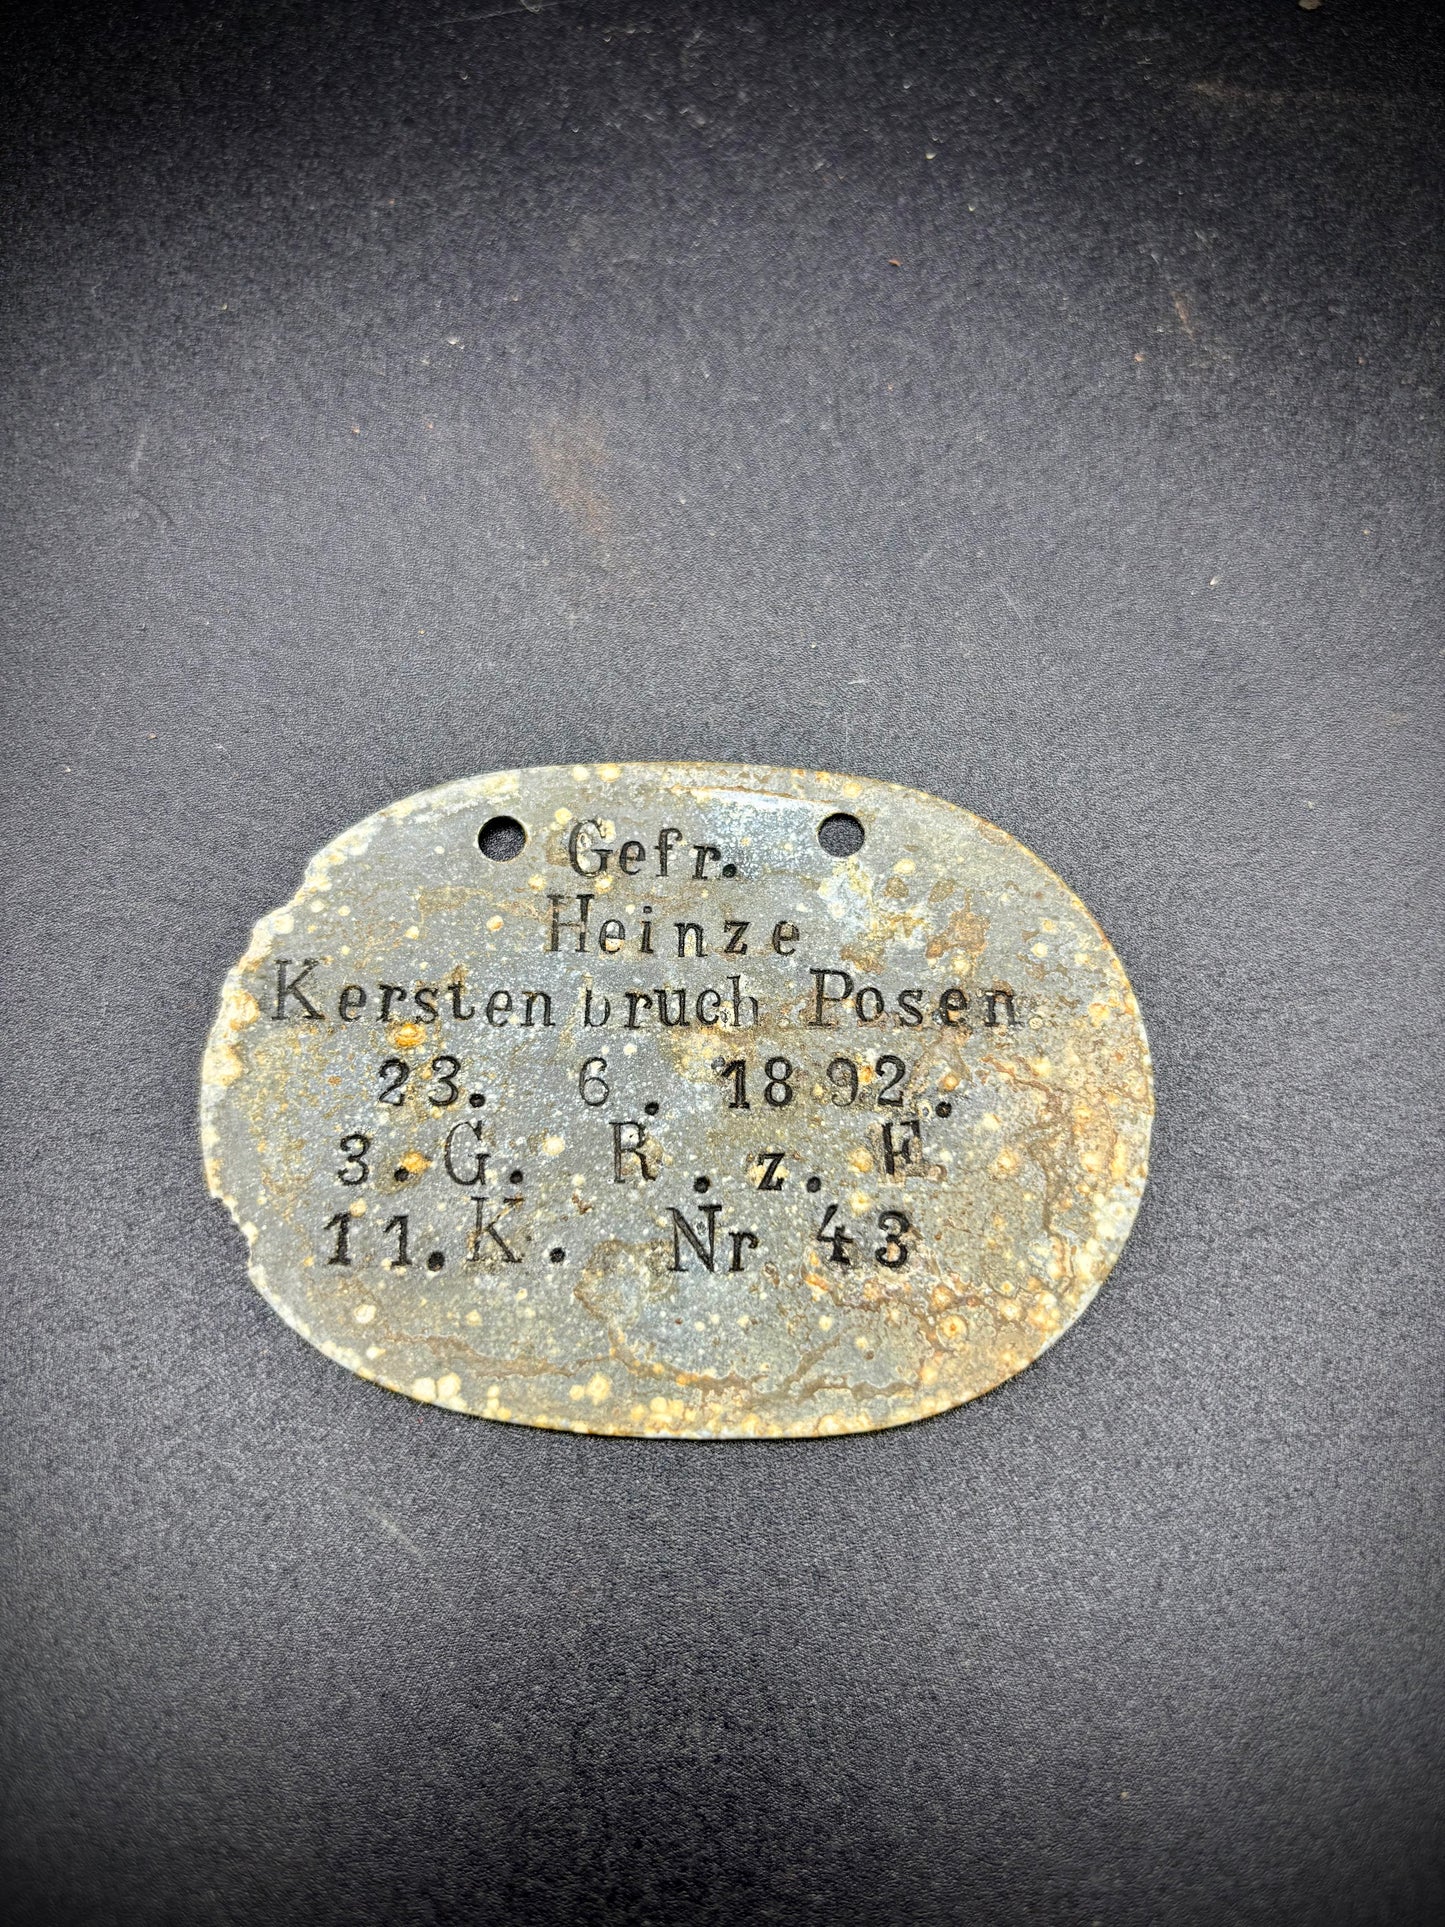 Gefr.
Heinze
Kerstenbruch Posen
23. 6. 1892.
3. G. R. z. F.
11. K. Nr 43